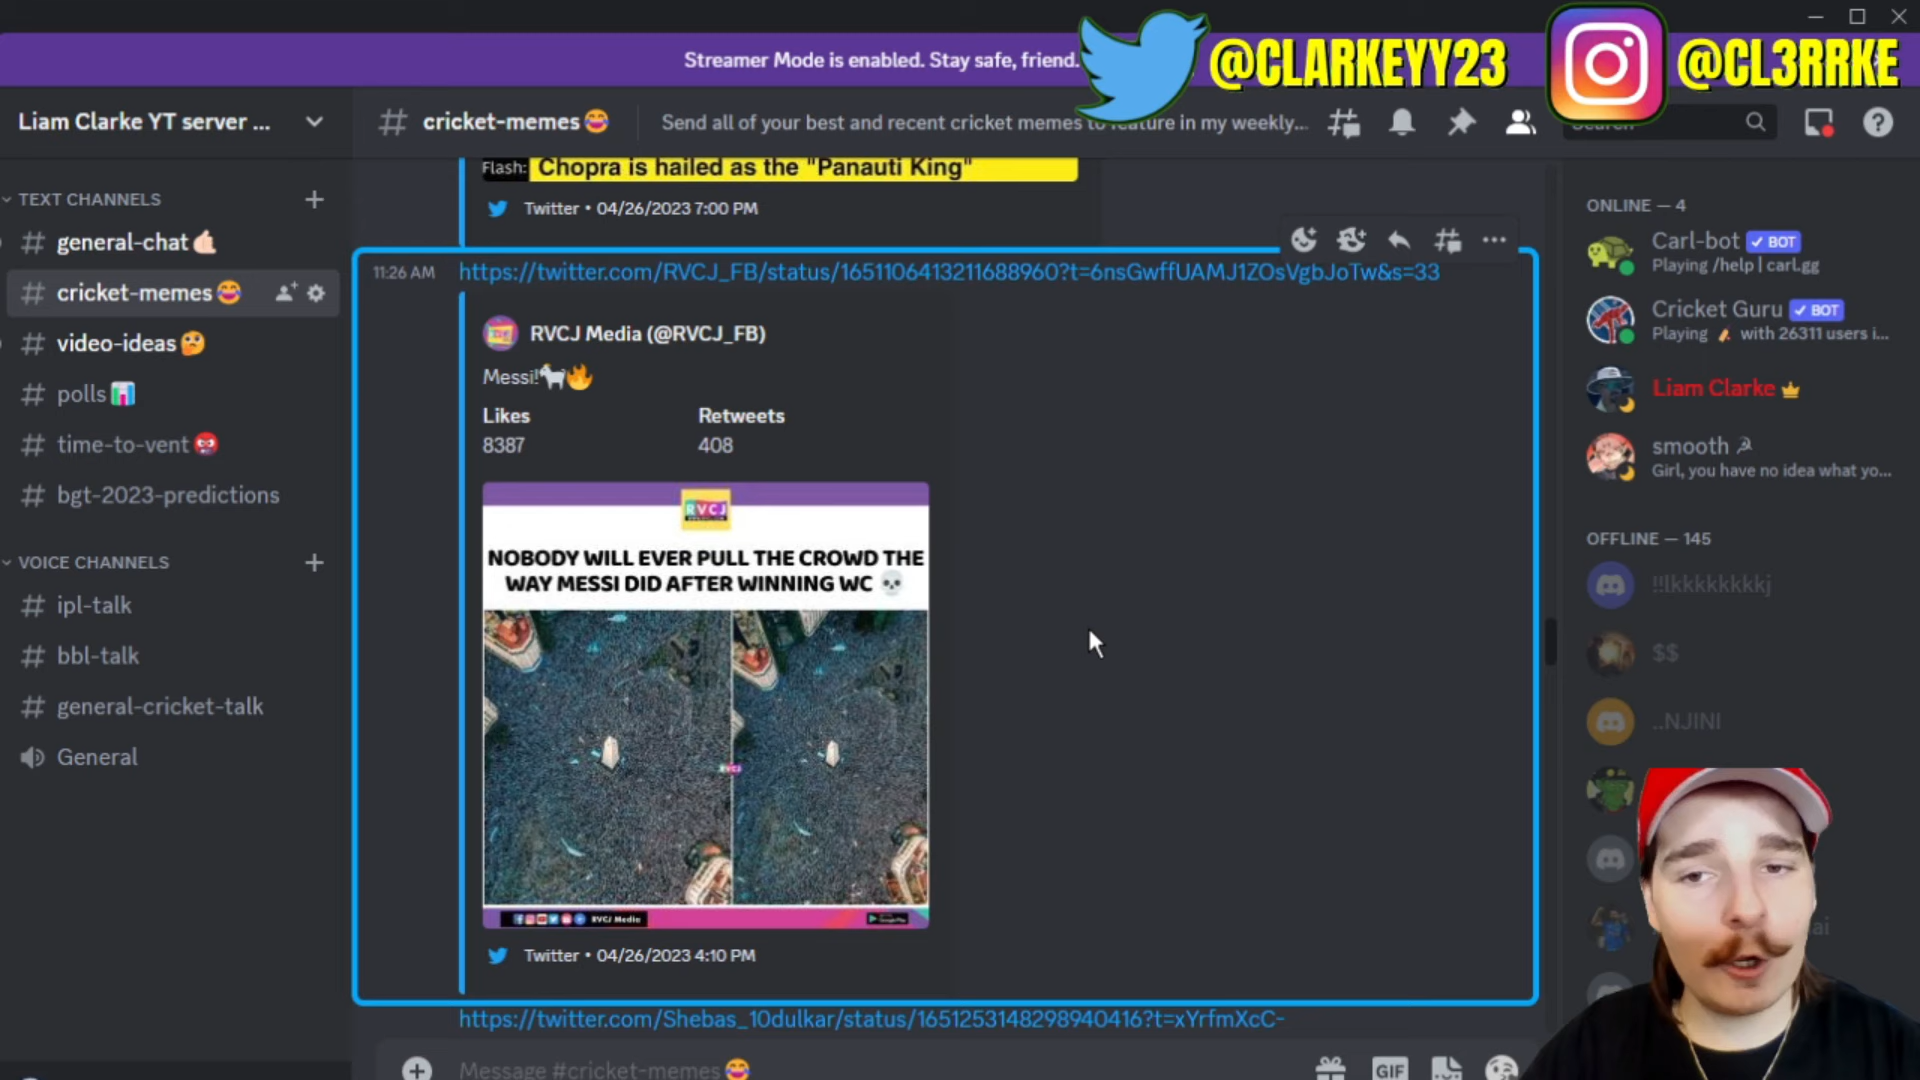 Streamer Mode is enabled. Stay safe, friend.
@CLARKEYY23
@CL3RRKE
Liam Clarke YT server ...
cricket-memes😂
Send all of your best and recent cricket memes to feature in my weekly...
Search
TEXT CHANNELS
general-chat🤙🏻
cricket-memes😂
video-ideas🤔
polls📊
time-to-vent👹
bgt-2023-predictions
VOICE CHANNELS
ipl-talk
bbl-talk
general-cricket-talk
General
Flash: Chopra is hailed as the "Panauti King"
Twitter • 04/26/2023 7:00 PM
11:26 AM https://twitter.com/RVCJ_FB/status/1651106413211688960?t=6nsGwffUAMJ1ZOsVgbJoTw&s=33
RVCJ Media (@RVCJ_FB)
Messi!🐐🔥
Likes Retweets
8387 408
RVCJ
NOBODY WILL EVER PULL THE CROWD THE
WAY MESSI DID AFTER WINNING WC 💀
RVCJ
RVCJ Media
Twitter • 04/26/2023 4:10 PM
https://twitter.com/Shebas_10dulkar/status/1651253148298940416?t=xYrfmXcC-
Message #cricket-memes😂
GIF
ONLINE — 4
Carl-bot ✓ BOT
Playing /help | carl.gg
Cricket Guru ✓ BOT
Playing 🏏 with 26311 users i...
Liam Clarke
smooth ☭
Girl, you have no idea what yo...
OFFLINE — 145
!!lkkkkkkkj
$$
..NJINI